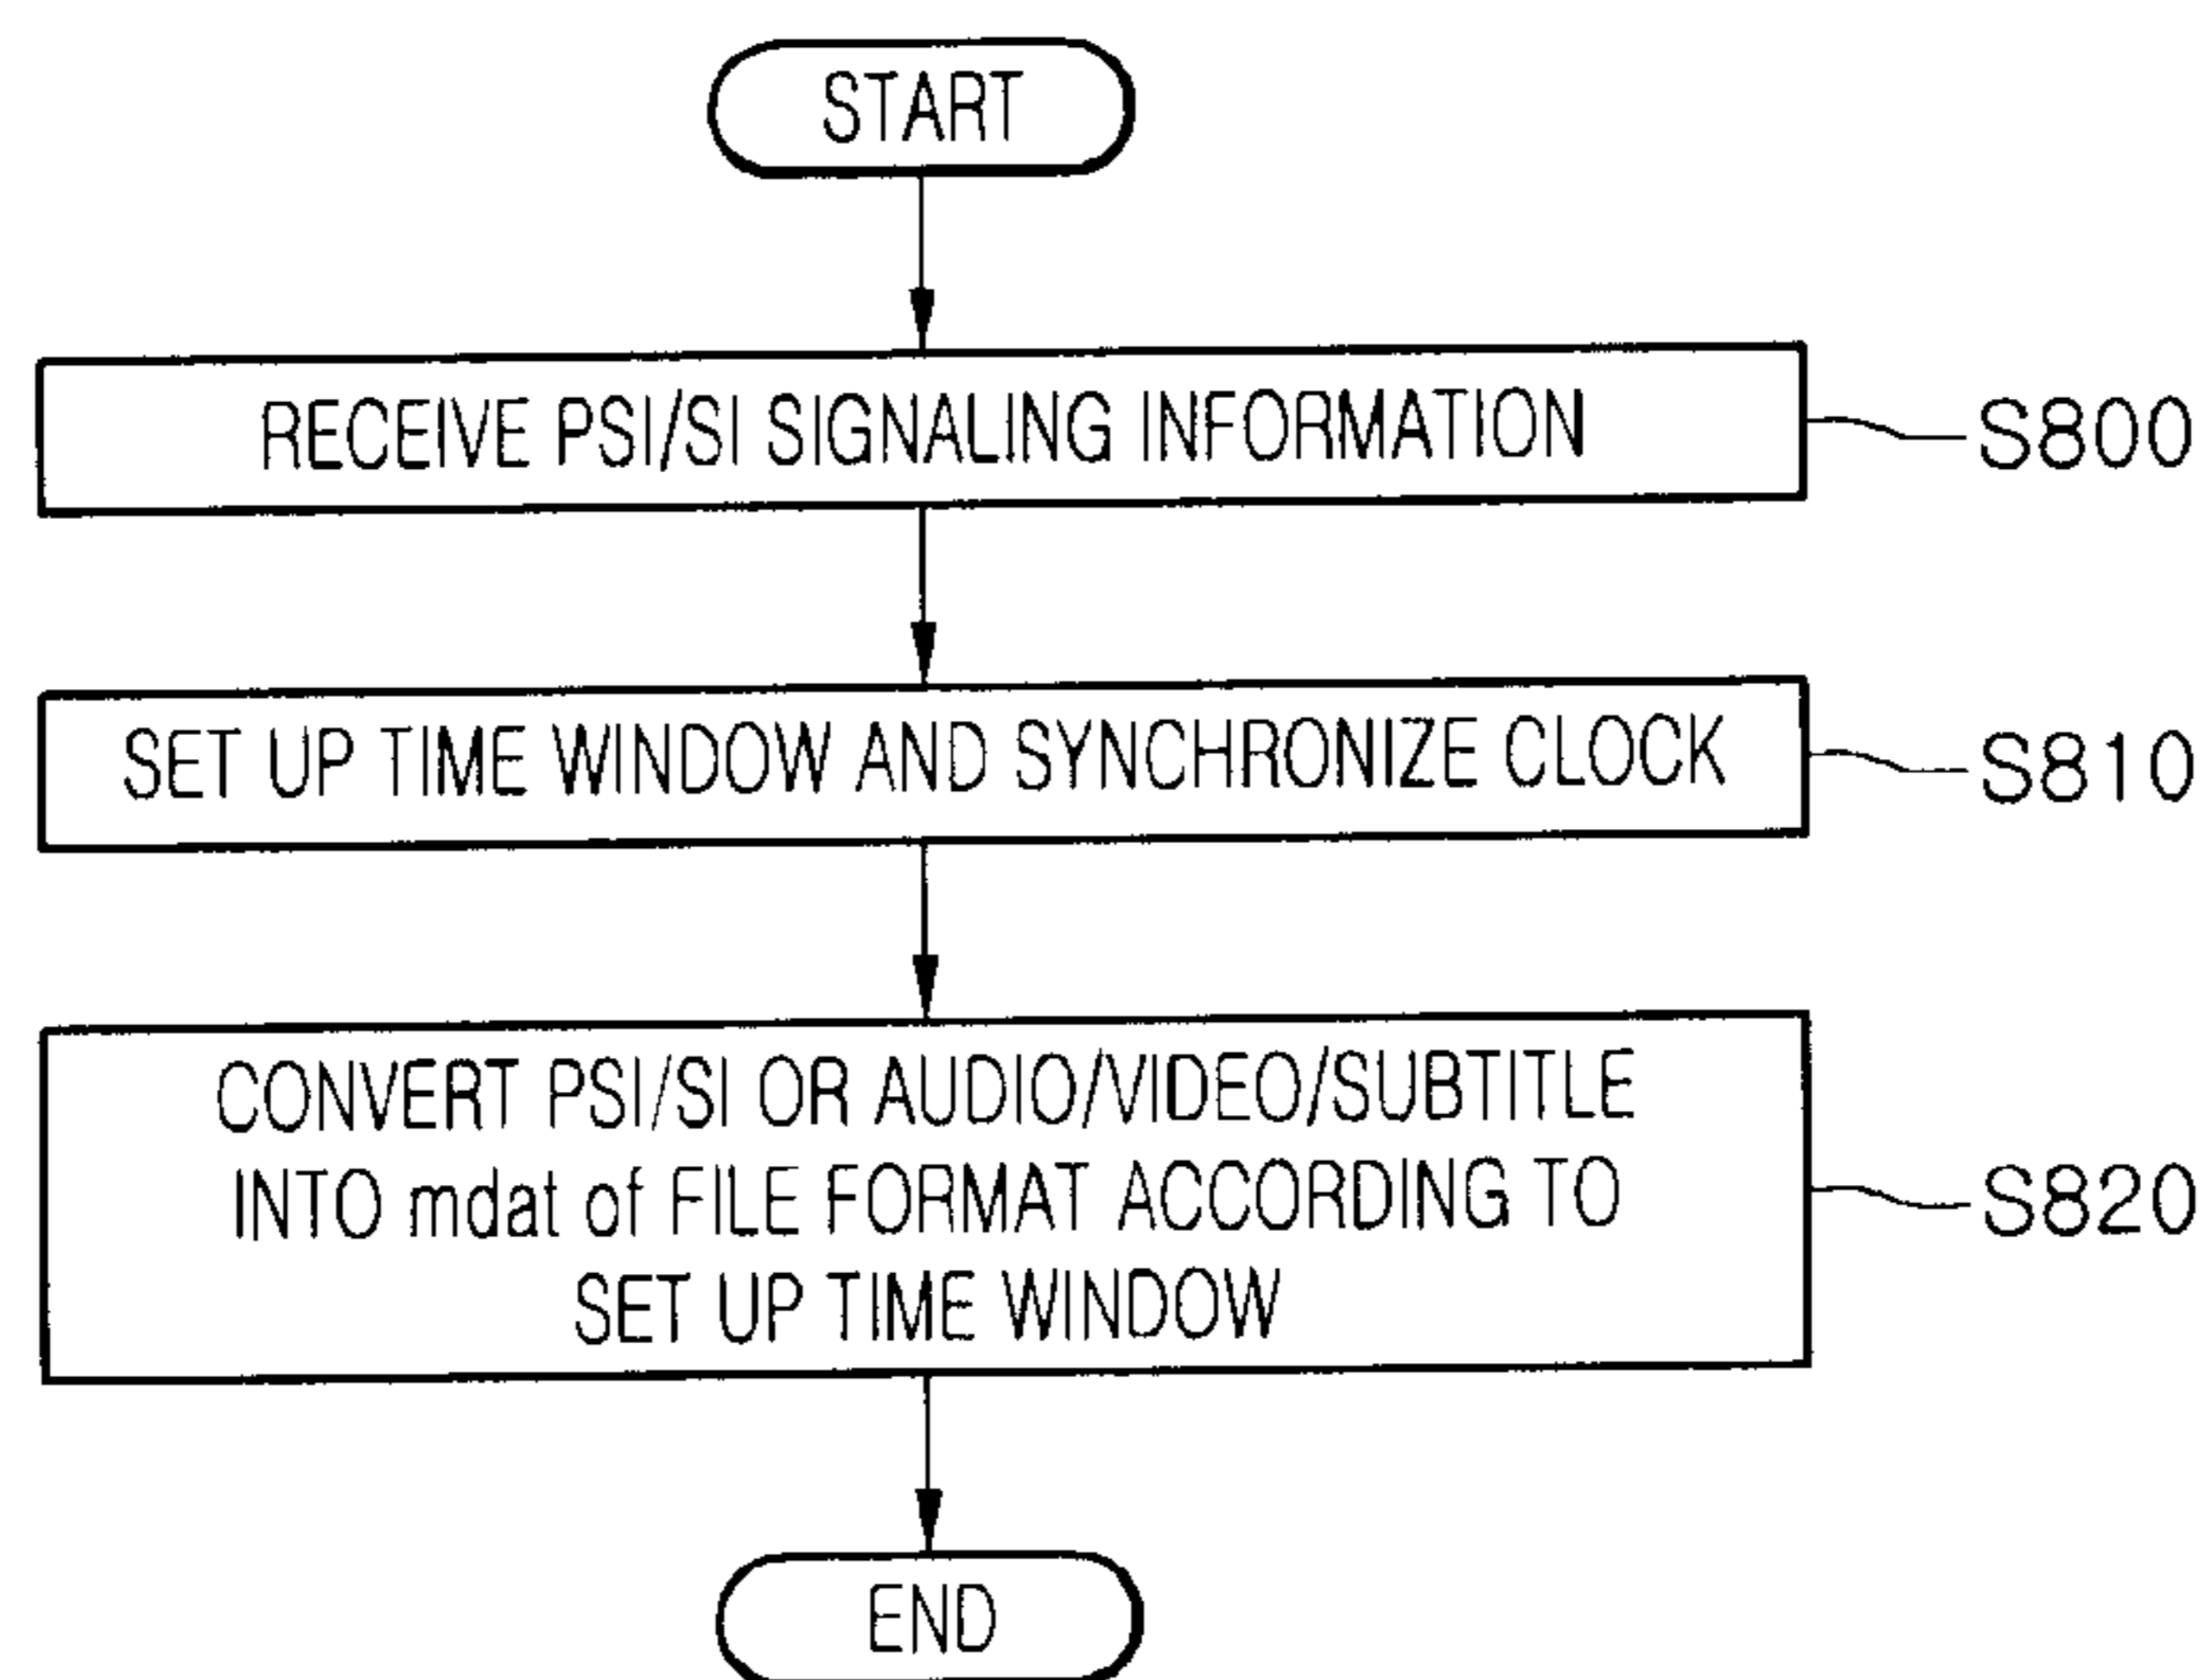 START
RECEIVE PSI/SI SIGNALING INFORMATION
S800
SET UP TIME WINDOW AND SYNCHRONIZE CLOCK
S810
CONVERT PSI/SI OR AUDIO/VIDEO/SUBTITLE
INTO mdat of FILE FORMAT ACCORDING TO
SET UP TIME WINDOW
S820
END